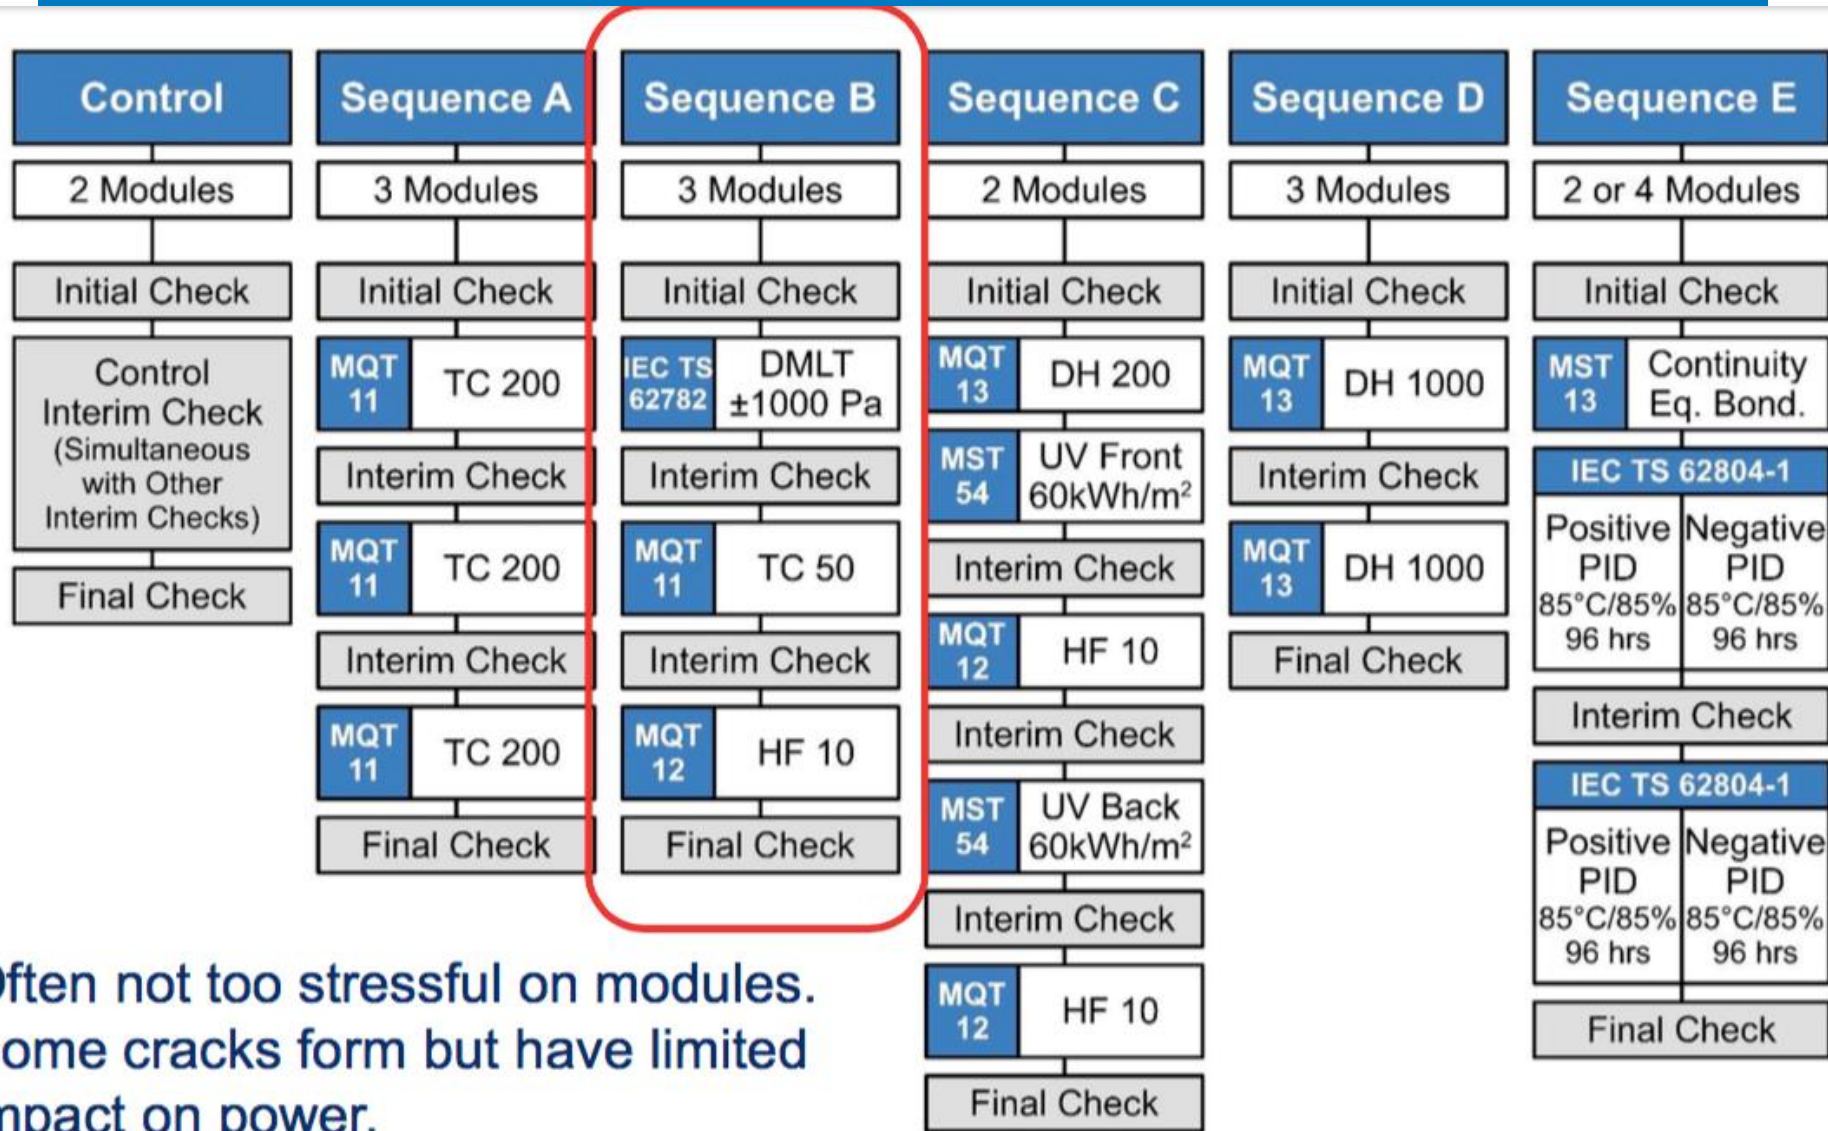 Control
2 Modules
Initial Check
Control
Interim Check
(Simultaneous
with Other
Interim Checks)
Final Check
Sequence A
3 Modules
Initial Check
MQT
11
TC 200
Interim Check
MQT
11
TC 200
Interim Check
MQT
11
TC 200
Final Check
Sequence B
3 Modules
Initial Check
IEC TS
62782
DMLT
±1000 Pa
Interim Check
MQT
11
TC 50
Interim Check
MQT
12
HF 10
Final Check
Sequence C
2 Modules
Initial Check
MQT
13
DH 200
MST
54
UV Front
60kWh/m²
Interim Check
MQT
12
HF 10
Interim Check
MST
54
UV Back
60kWh/m²
Interim Check
MQT
12
HF 10
Final Check
Sequence D
3 Modules
Initial Check
MQT
13
DH 1000
Interim Check
MQT
13
DH 1000
Final Check
Sequence E
2 or 4 Modules
Initial Check
MST
13
Continuity
Eq. Bond.
IEC TS 62804-1
Positive
PID
85°C/85%
96 hrs
Negative
PID
85°C/85%
96 hrs
Interim Check
IEC TS 62804-1
Positive
PID
85°C/85%
96 hrs
Negative
PID
85°C/85%
96 hrs
Final Check
Often not too stressful on modules.
ome cracks form but have limited
mpact on power.